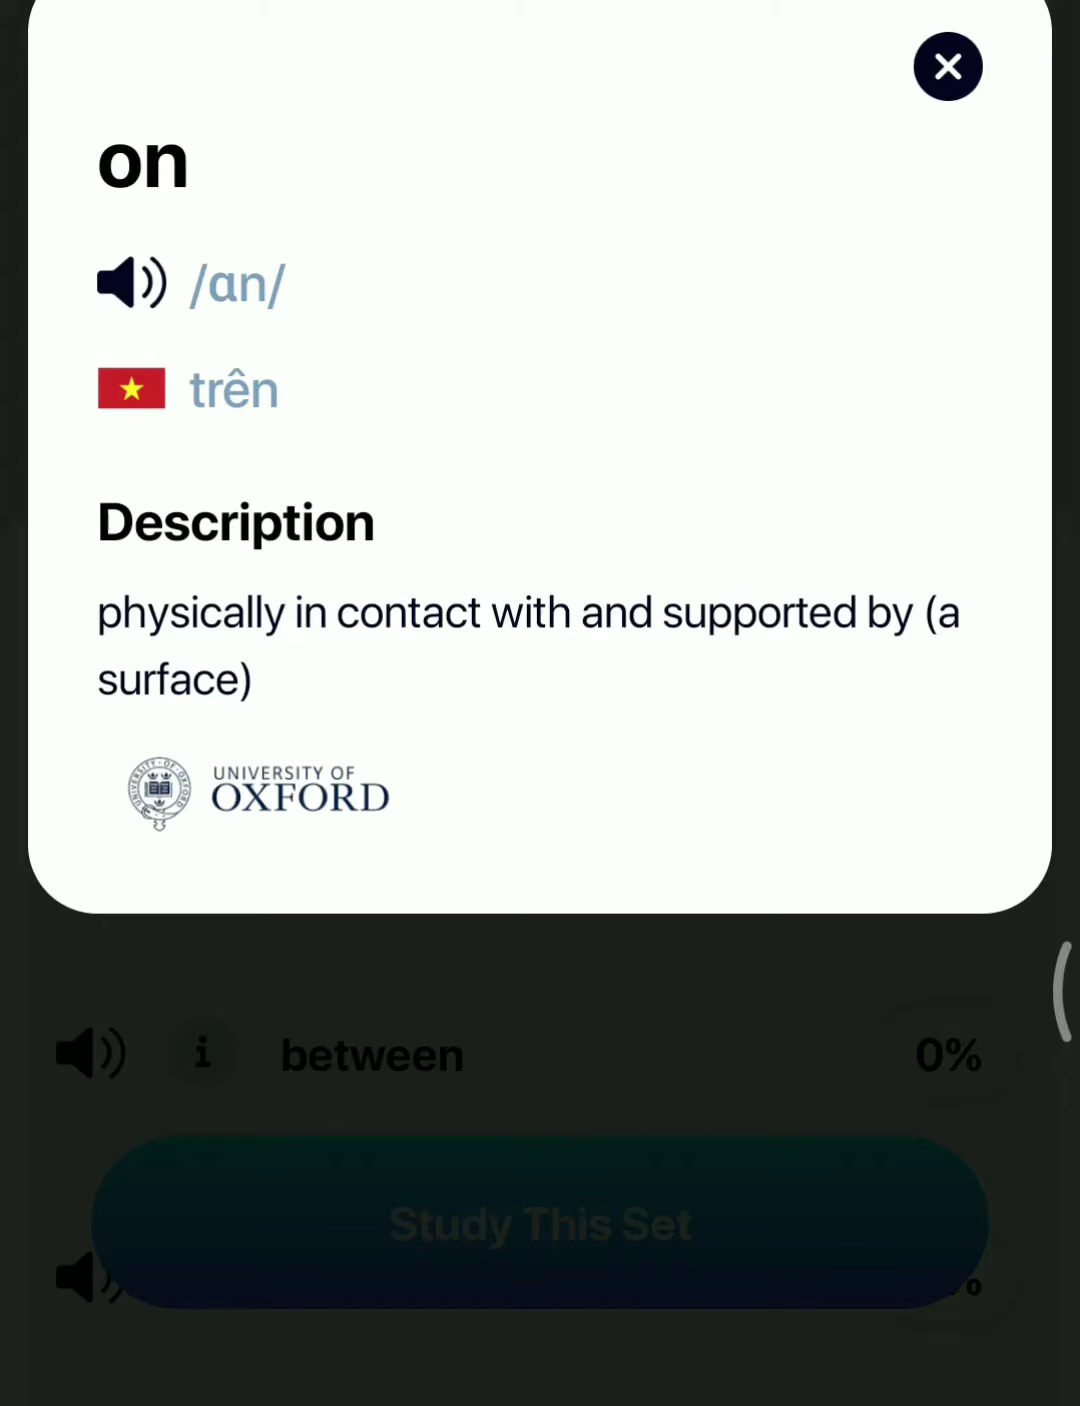 on
/ɑn/
trên
Description
physically in contact with and supported by (a
surface)
UNIVERSITY OF
OXFORD
i between 0%
Study This Set